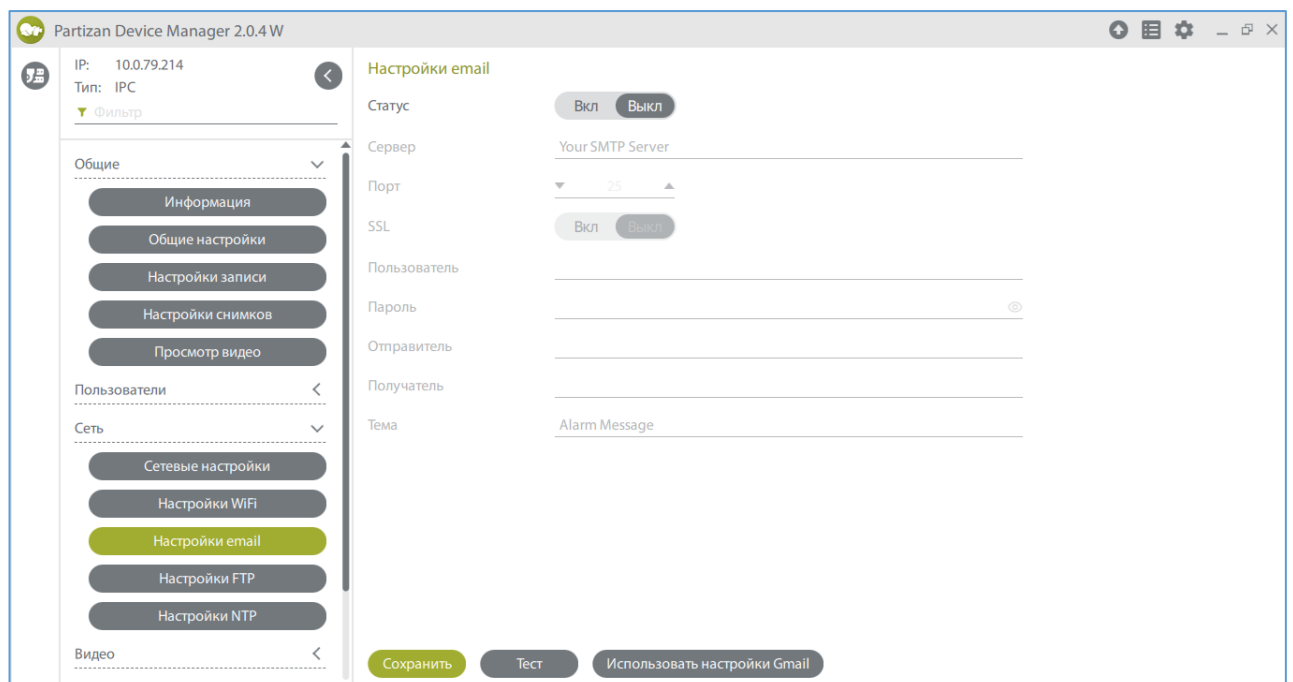 Partizan Device Manager 2.0.4 W
IP: 10.0.79.214
Тип: IPC
Фильтр
Общие
Информация
Общие настройки
Настройки записи
Настройки снимков
Просмотр видео
Пользователи
Сеть
Сетевые настройки
Настройки WiFi
Настройки email
Настройки FTP
Настройки NTP
Видео
Настройки email
Статус Вкл Выкл
Сервер Your SMTP Server
Порт 25
SSL Вкл Выкл
Пользователь
Пароль
Отправитель
Получатель
Тема Alarm Message
Сохранить Тест Использовать настройки Gmail